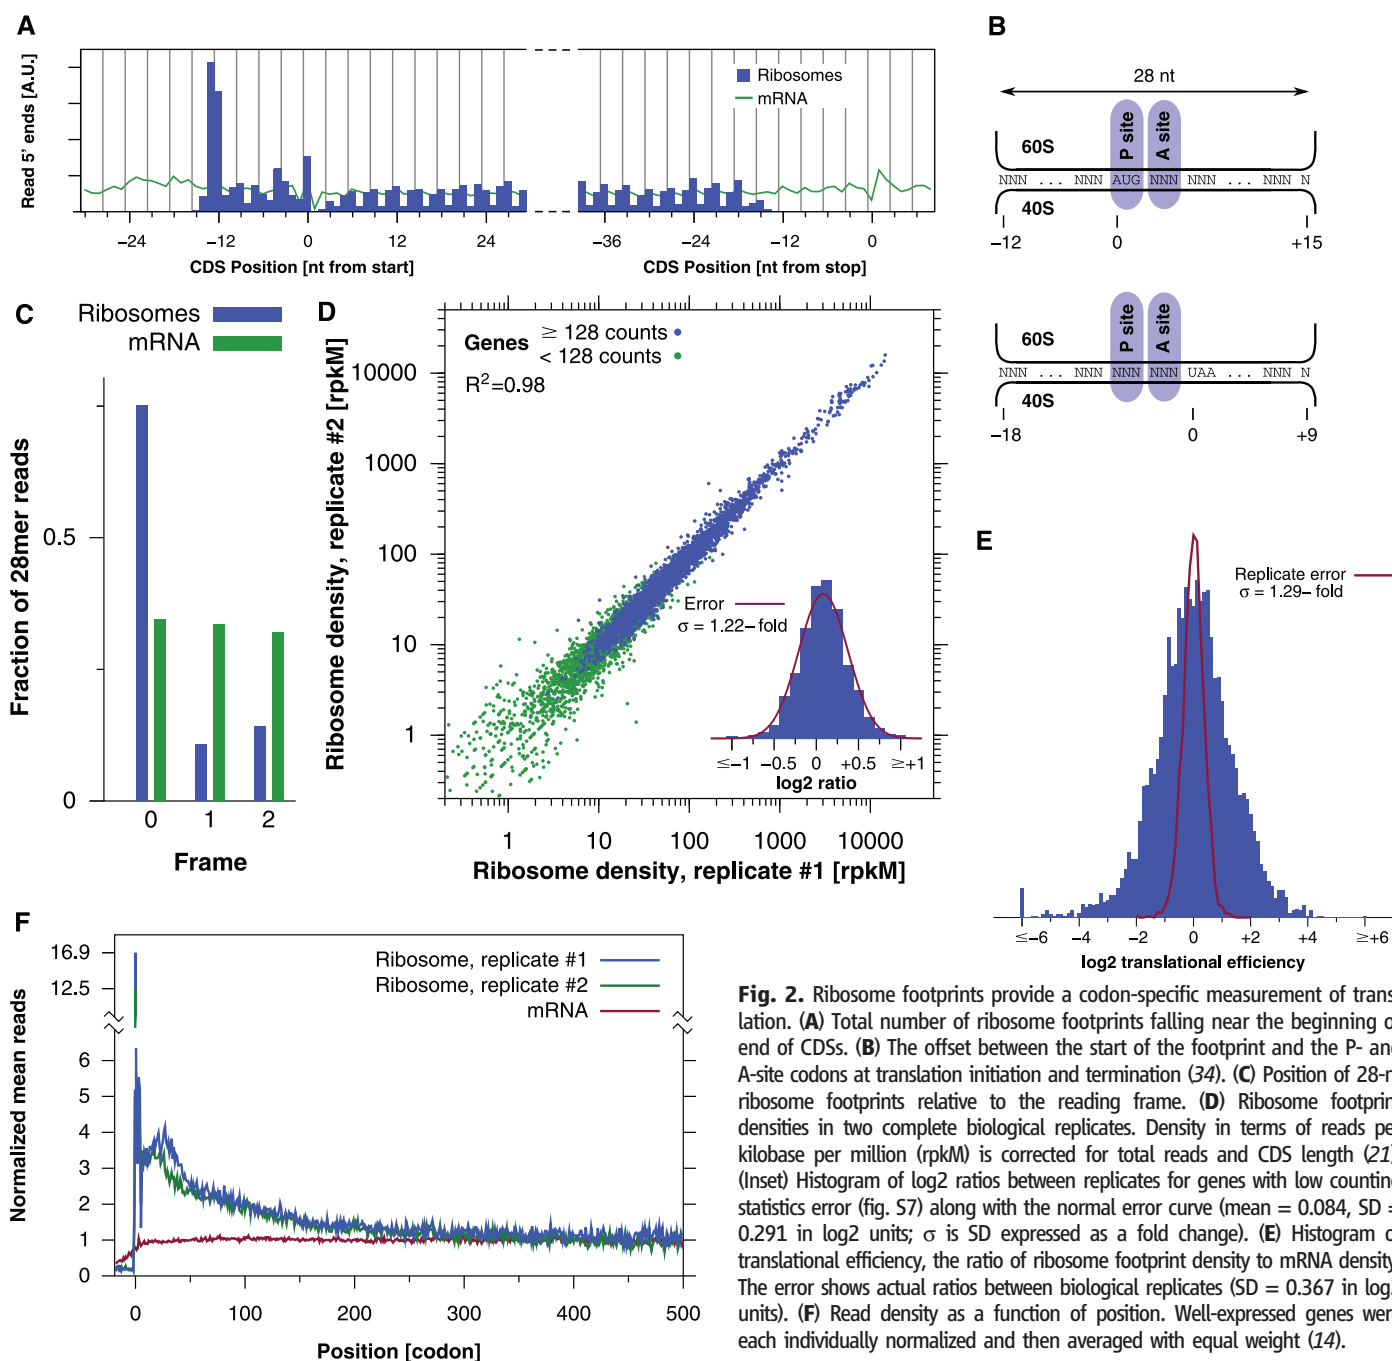 A
Read 5' ends [A.U.]
Ribosomes
mRNA
−24 −12 0 12 24
CDS Position [nt from start]
−36 −24 −12 0
CDS Position [nt from stop]
B
28 nt
60S
P site
A site
NNN ... NNN AUG NNN NNN ... NNN N
40S
−12 0 +15
60S
P site
A site
NNN ... NNN NNN NNN UAA ... NNN N
40S
−18 0 +9
C
Ribosomes
mRNA
Fraction of 28mer reads
0.5
0
0 1 2
Frame
D
Ribosome density, replicate #2 [rpkM]
Genes ≥ 128 counts
< 128 counts
R²=0.98
10000
1000
100
10
1
Error
σ = 1.22−fold
≤−1 −0.5 0 +0.5 ≥+1
log2 ratio
1 10 100 1000 10000
Ribosome density, replicate #1 [rpkM]
E
Replicate error
σ = 1.29−fold
≤−6 −4 −2 0 +2 +4 ≥+6
log2 translational efficiency
F
Normalized mean reads
16.9
12.5
6
5
4
3
2
1
0
Ribosome, replicate #1
Ribosome, replicate #2
mRNA
0 100 200 300 400 500
Position [codon]
Fig. 2. Ribosome footprints provide a codon-specific measurement of trans
lation. (A) Total number of ribosome footprints falling near the beginning o
end of CDSs. (B) The offset between the start of the footprint and the P- and
A-site codons at translation initiation and termination (34). (C) Position of 28-n
ribosome footprints relative to the reading frame. (D) Ribosome footprin
densities in two complete biological replicates. Density in terms of reads pe
kilobase per million (rpkM) is corrected for total reads and CDS length (21)
(Inset) Histogram of log2 ratios between replicates for genes with low counting
statistics error (fig. S7) along with the normal error curve (mean = 0.084, SD =
0.291 in log2 units; σ is SD expressed as a fold change). (E) Histogram o
translational efficiency, the ratio of ribosome footprint density to mRNA density
The error shows actual ratios between biological replicates (SD = 0.367 in log
units). (F) Read density as a function of position. Well-expressed genes wer
each individually normalized and then averaged with equal weight (14).